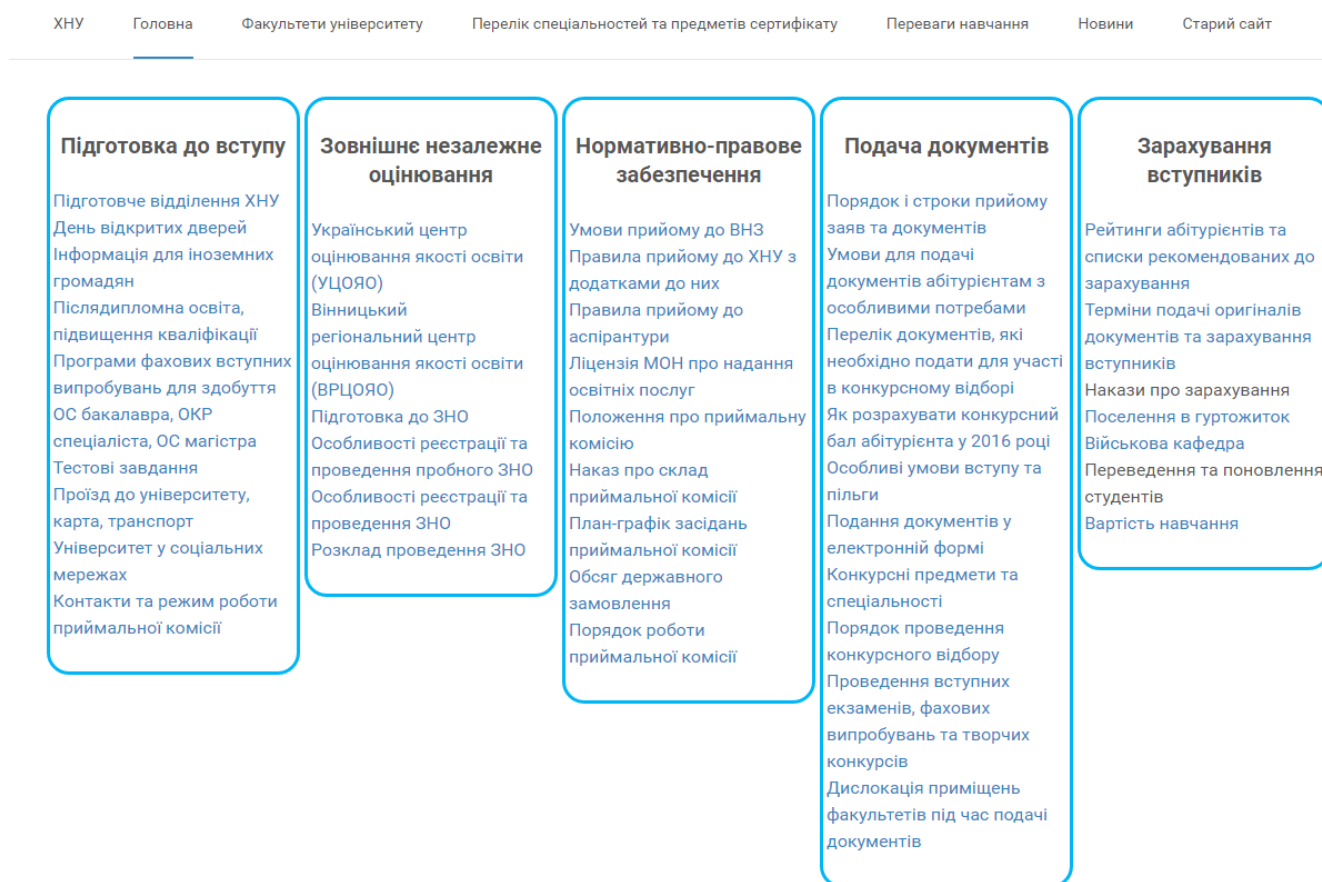 ХНУ
Головна
Факультети університету
Перелік спеціальностей та предметів сертифікату
Переваги навчання
Новини
Старий сайт
Підготовка до вступу
Підготовче відділення ХНУ
День відкритих дверей
Інформація для іноземних
громадян
Післядипломна освіта,
підвищення кваліфікації
Програми фахових вступних
випробувань для здобуття
ОС бакалавра, ОКР
спеціаліста, ОС магістра
Тестові завдання
Проїзд до університету,
карта, транспорт
Університет у соціальних
мережах
Контакти та режим роботи
приймальної комісії
Зовнішнє незалежне
оцінювання
Український центр
оцінювання якості освіти
(УЦОЯО)
Вінницький
регіональний центр
оцінювання якості освіти
(ВРЦОЯО)
Підготовка до ЗНО
Особливості реєстрації та
проведення пробного ЗНО
Особливості реєстрації та
проведення ЗНО
Розклад проведення ЗНО
Нормативно-правове
забезпечення
Умови прийому до ВНЗ
Правила прийому до ХНУ з
додатками до них
Правила прийому до
аспірантури
Ліцензія МОН про надання
освітніх послуг
Положення про приймальну
комісію
Наказ про склад
приймальної комісії
План-графік засідань
приймальної комісії
Обсяг державного
замовлення
Порядок роботи
приймальної комісії
Подача документів
Порядок і строки прийому
заяв та документів
Умови для подачі
документів абітурієнтам з
особливими потребами
Перелік документів, які
необхідно подати для участі
в конкурсному відборі
Як розрахувати конкурсний
бал абітурієнта у 2016 році
Особливі умови вступу та
пільги
Подання документів у
електронній формі
Конкурсні предмети та
спеціальності
Порядок проведення
конкурсного відбору
Проведення вступних
екзаменів, фахових
випробувань та творчих
конкурсів
Дислокація приміщень
факультетів під час подачі
документів
Зарахування
вступників
Рейтинги абітурієнтів та
списки рекомендованих до
зарахування
Терміни подачі оригіналів
документів та зарахування
вступників
Накази про зарахування
Поселення в гуртожиток
Військова кафедра
Переведення та поновлення
студентів
Вартість навчання